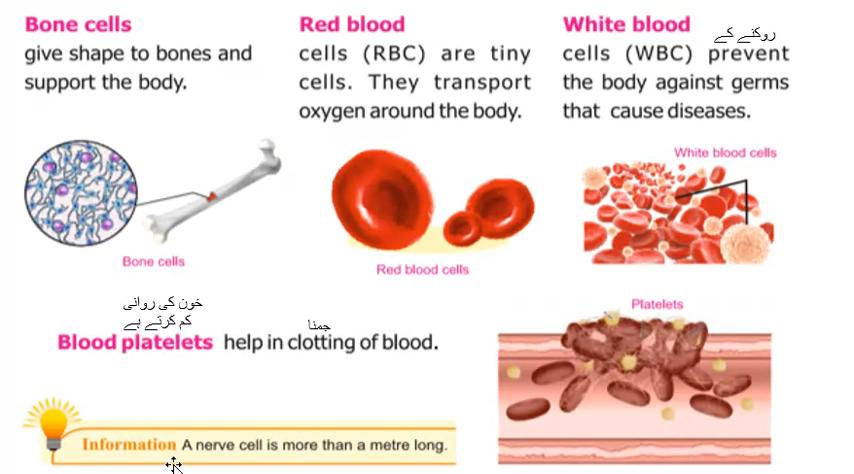 Bone cells
give shape to bones and
support the body.
Red blood
cells (RBC) are tiny
cells. They transport
oxygen around the body.
White blood
روکنے کے
cells (WBC) prevent
the body against germs
that cause diseases.
Bone cells
Red blood cells
White blood cells
خون کی روانی
کم کرتے ہے
جمنا
Blood platelets help in clotting of blood.
Platelets
Information A nerve cell is more than a metre long.